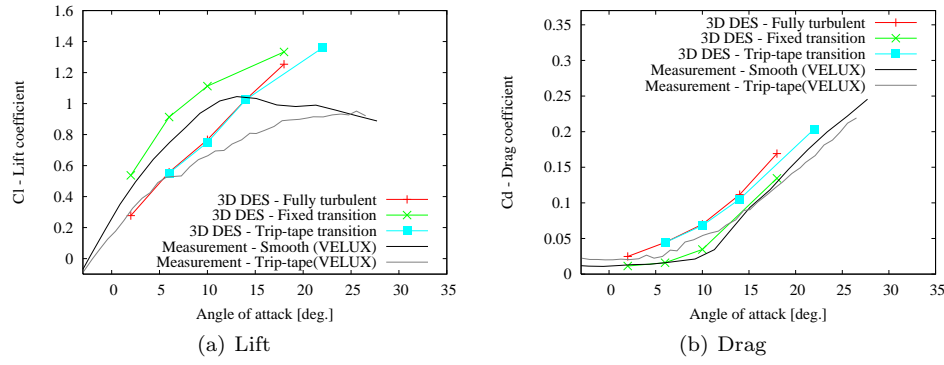 1.6
1.4
1.2
1
0.8
0.6
0.4
0.2
0
Cl - Lift coefficient
3D DES - Fully turbulent
3D DES - Fixed transition
3D DES - Trip-tape transition
Measurement - Smooth (VELUX)
Measurement - Trip-tape(VELUX)
0 5 10 15 20 25 30 35
Angle of attack [deg.]
(a) Lift
0.4
0.35
0.3
0.25
0.2
0.15
0.1
0.05
0
Cd - Drag coefficient
3D DES - Fully turbulent
3D DES - Fixed transition
3D DES - Trip-tape transition
Measurement - Smooth (VELUX)
Measurement - Trip-tape(VELUX)
0 5 10 15 20 25 30 35
Angle of attack [deg.]
(b) Drag